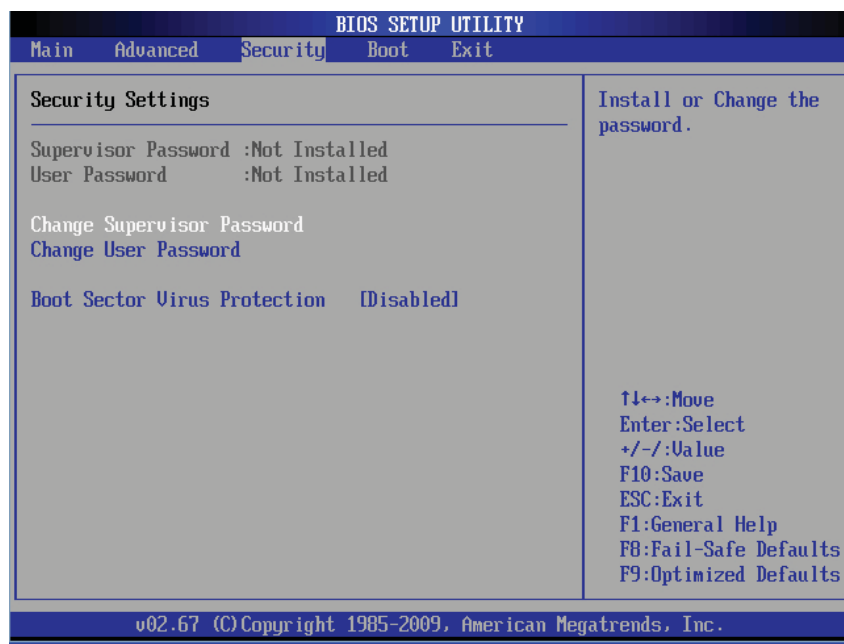 BIOS SETUP UTILITY
Main Advanced Security Boot Exit
Security Settings
Supervisor Password :Not Installed
User Password :Not Installed
Change Supervisor Password
Change User Password
Boot Sector Virus Protection [Disabled]
Install or Change the
password.
↑↓←→:Move
Enter:Select
+/-/:Value
F10:Save
ESC:Exit
F1:General Help
F8:Fail-Safe Defaults
F9:Optimized Defaults
v02.67 (C)Copyright 1985-2009, American Megatrends, Inc.